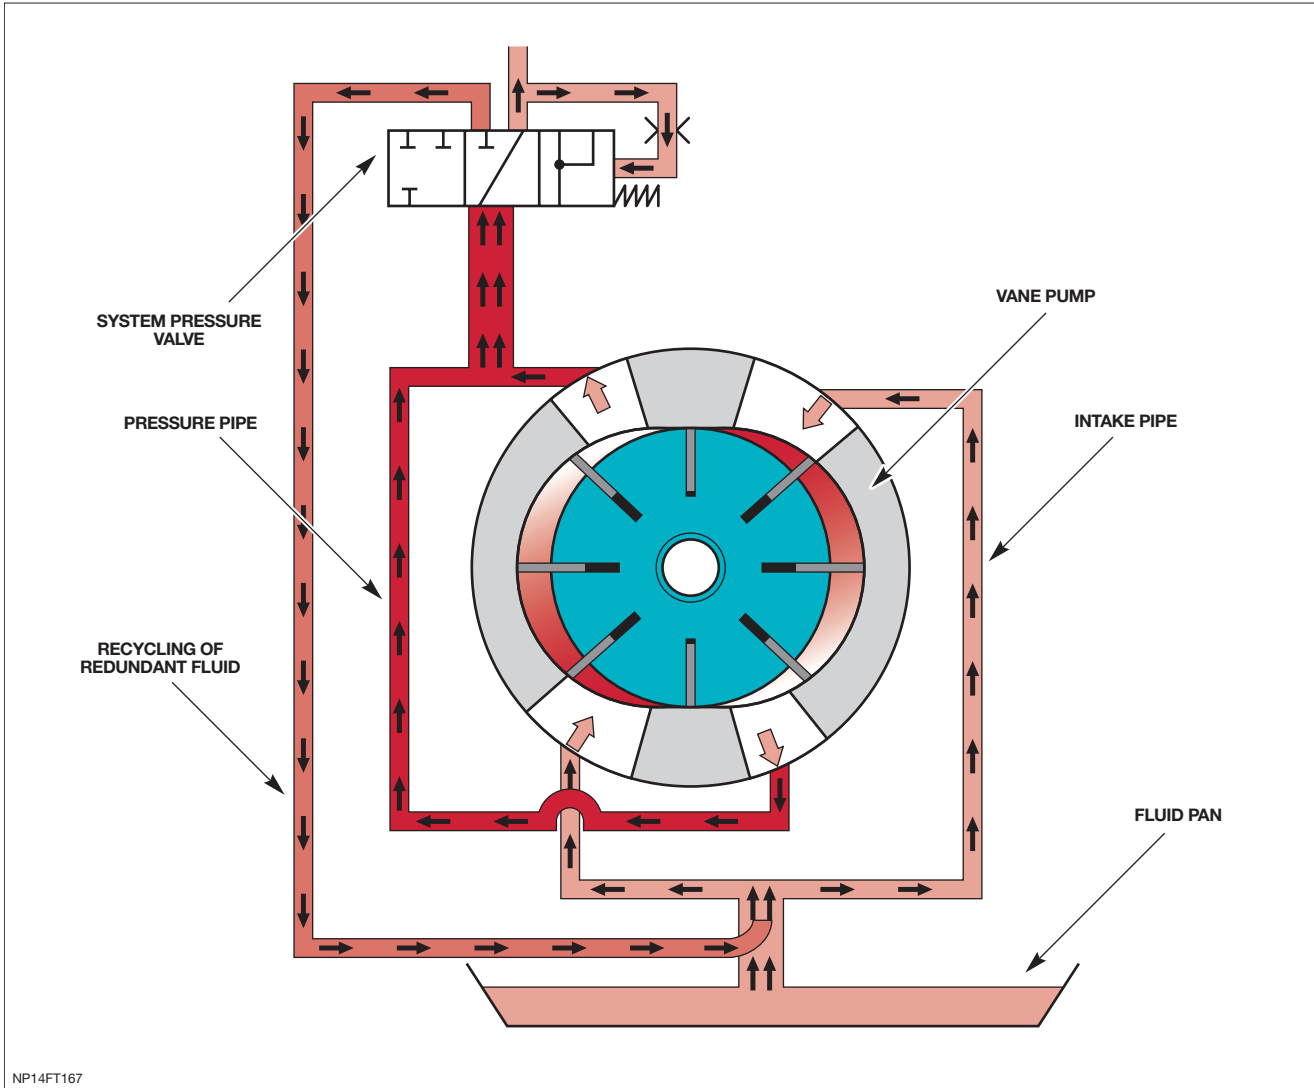 VANE PUMP
SYSTEM PRESSURE
VALVE
PRESSURE PIPE
INTAKE PIPE
RECYCLING OF
REDUNDANT FLUID
FLUID PAN
NP14FT167